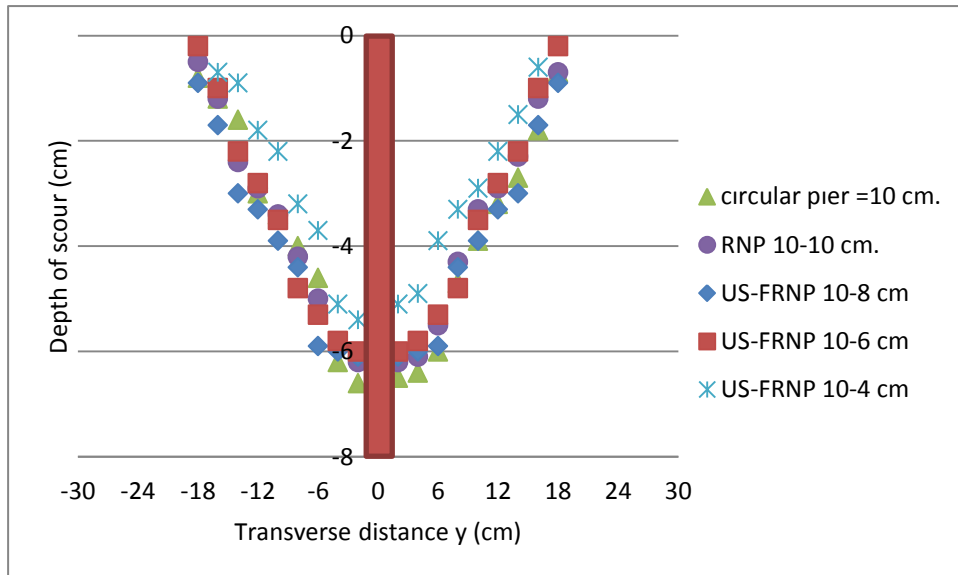 0
-2
-4
-6
-8
-30 -24 -18 -12 -6 0 6 12 18 24 30
Depth of scour (cm)
Transverse distance y (cm)
cırcular pıer =10 cm.
RNP 10-10 cm.
US-FRNP 10-8 cm
US-FRNP 10-6 cm
US-FRNP 10-4 cm